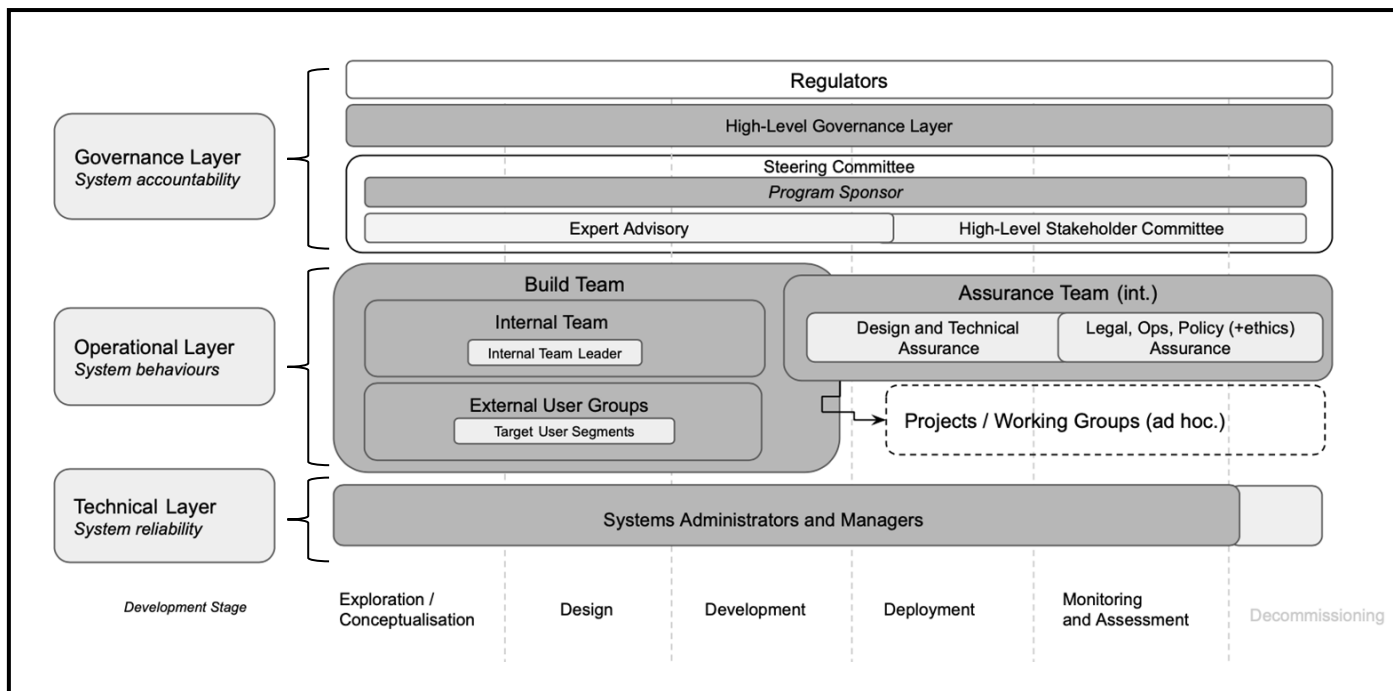 Regulators
High-Level Governance Layer
Governance Layer
System accountability
Steering Committee
Program Sponsor
Expert Advisory
High-Level Stakeholder Committee
Build Team
Internal Team
Internal Team Leader
External User Groups
Target User Segments
Assurance Team (int.)
Design and Technical
Assurance
Legal, Ops, Policy (+ethics)
Assurance
Operational Layer
System behaviours
Projects / Working Groups (ad hoc.)
Technical Layer
System reliability
Systems Administrators and Managers
Development Stage
Exploration /
Conceptualisation
Design
Development
Deployment
Monitoring
and Assessment
Decommissioning